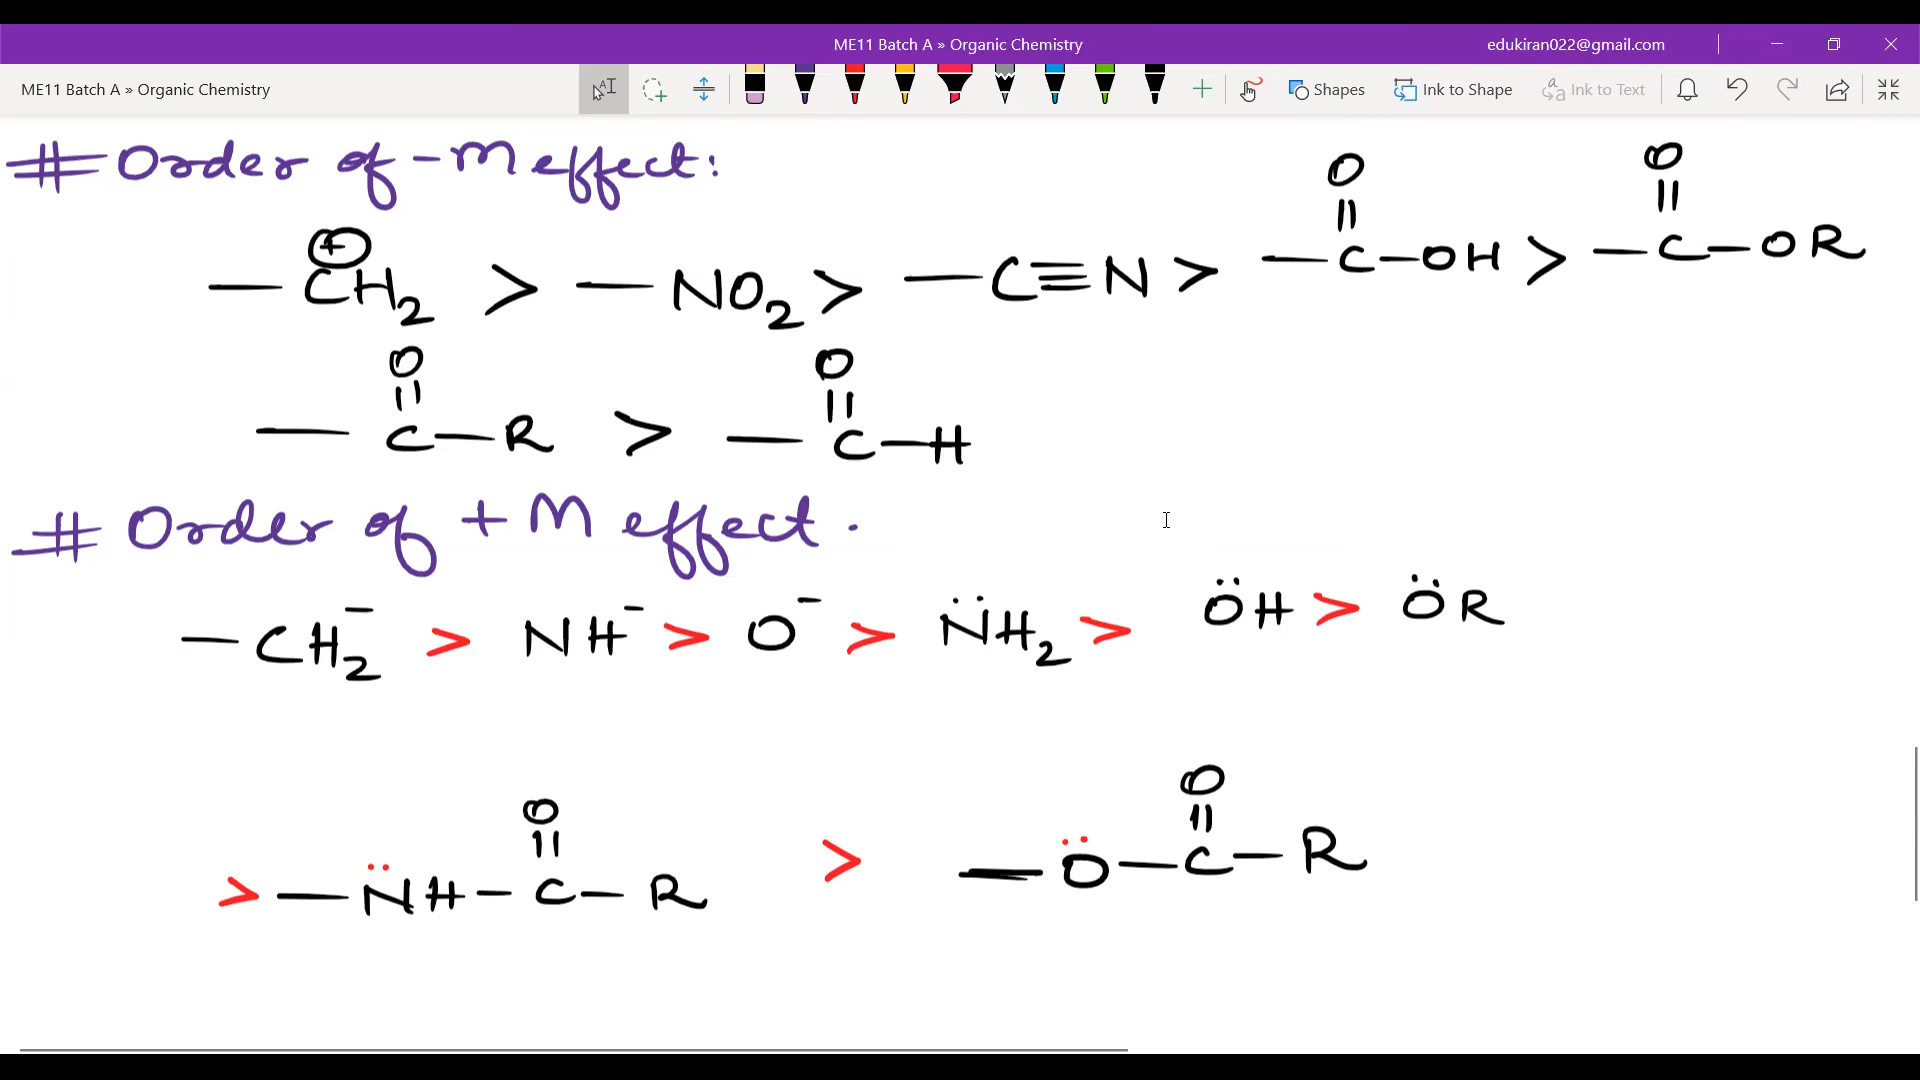 ME11 Batch A » Organic Chemistry
edukiran022@gmail.com
ME11 Batch A » Organic Chemistry
Shapes
Ink to Shape
Ink to Text
# Order of -M effect:
—C⊕H₂ > —NO₂ > —C≡N > —C(=O)—OH > —C(=O)—OR
—C(=O)—R > —C(=O)—H
# Order of +M effect.
—CH₂⁻ > NH⁻ > O⁻ > N̈H₂ > ÖH > ÖR
> —N̈H—C(=O)—R > —Ö—C(=O)—R